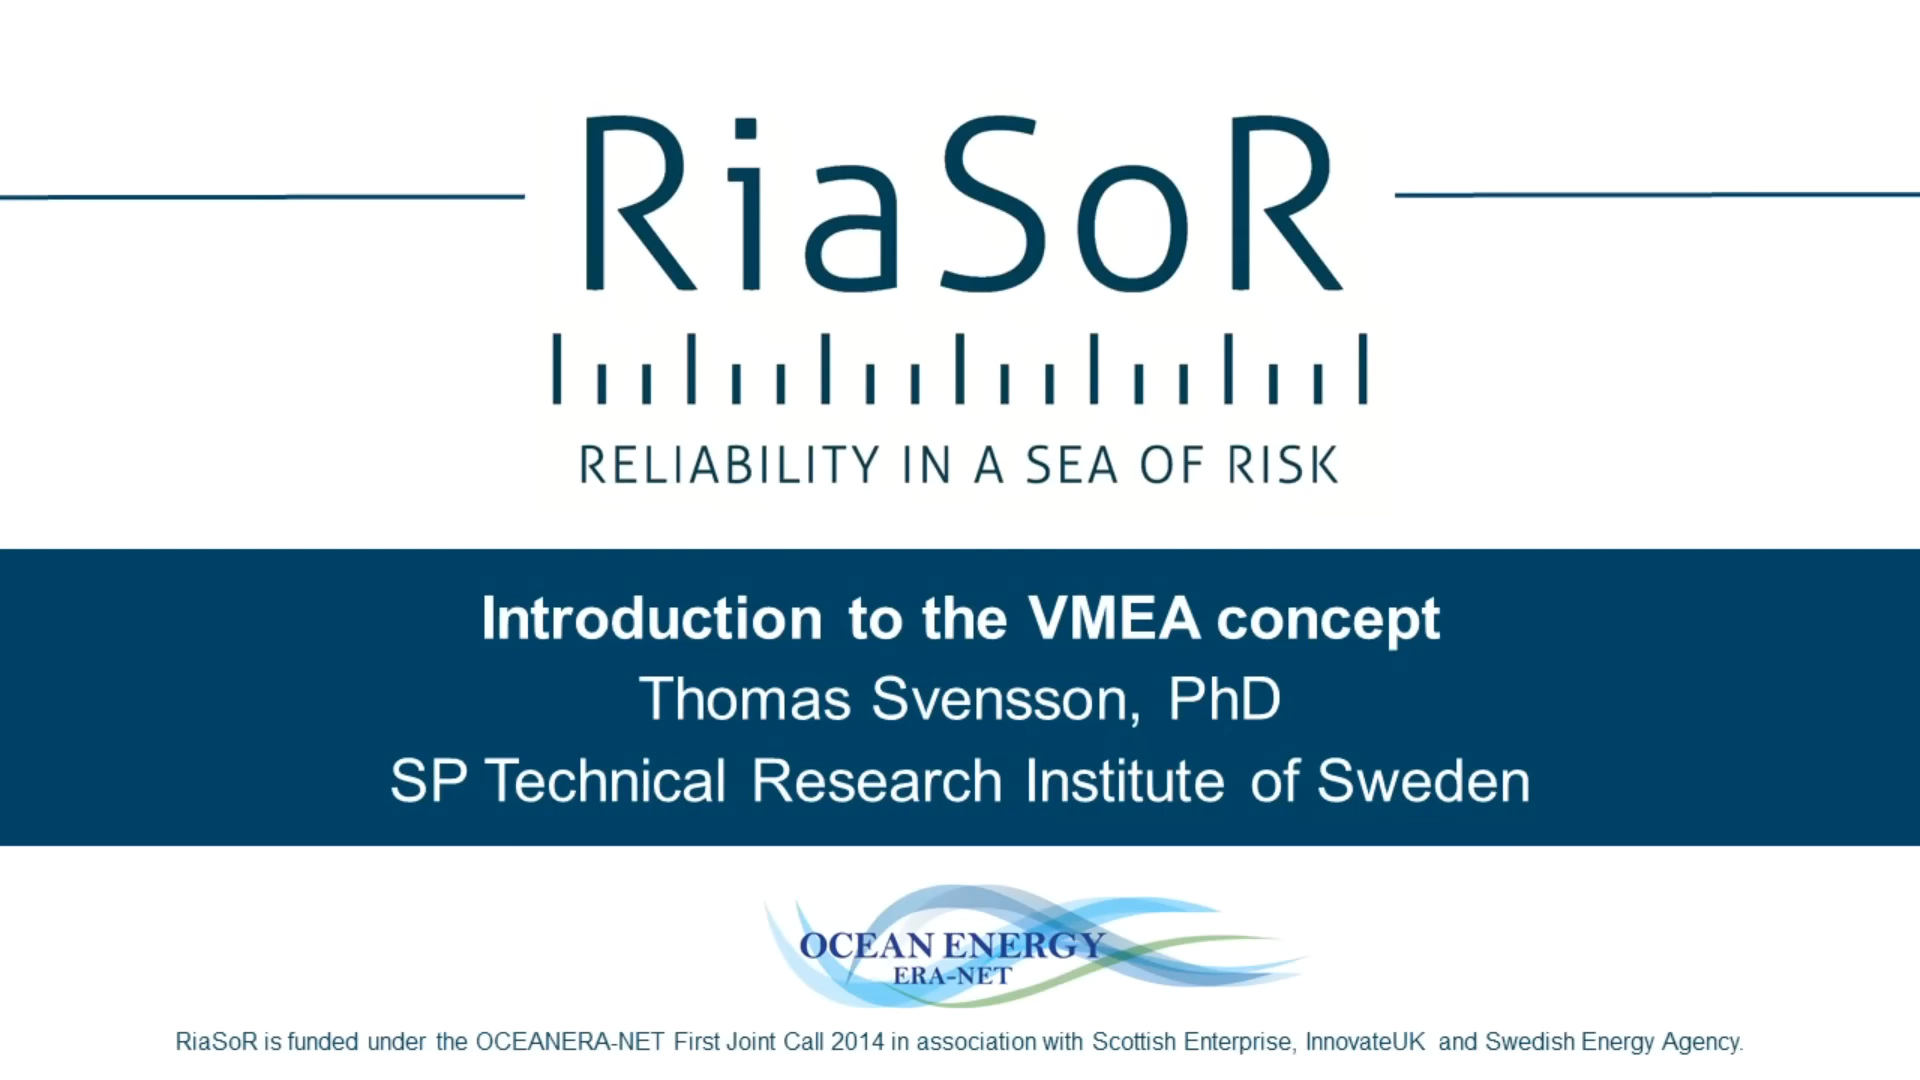 RiaSoR
RELIABILITY IN A SEA OF RISK
Introduction to the VMEA concept
Thomas Svensson, PhD
SP Technical Research Institute of Sweden
OCEAN ENERGY
ERA-NET
RiaSoR is funded under the OCEANERA-NET First Joint Call 2014 in association with Scottish Enterprise, InnovateUK and Swedish Energy Agency.